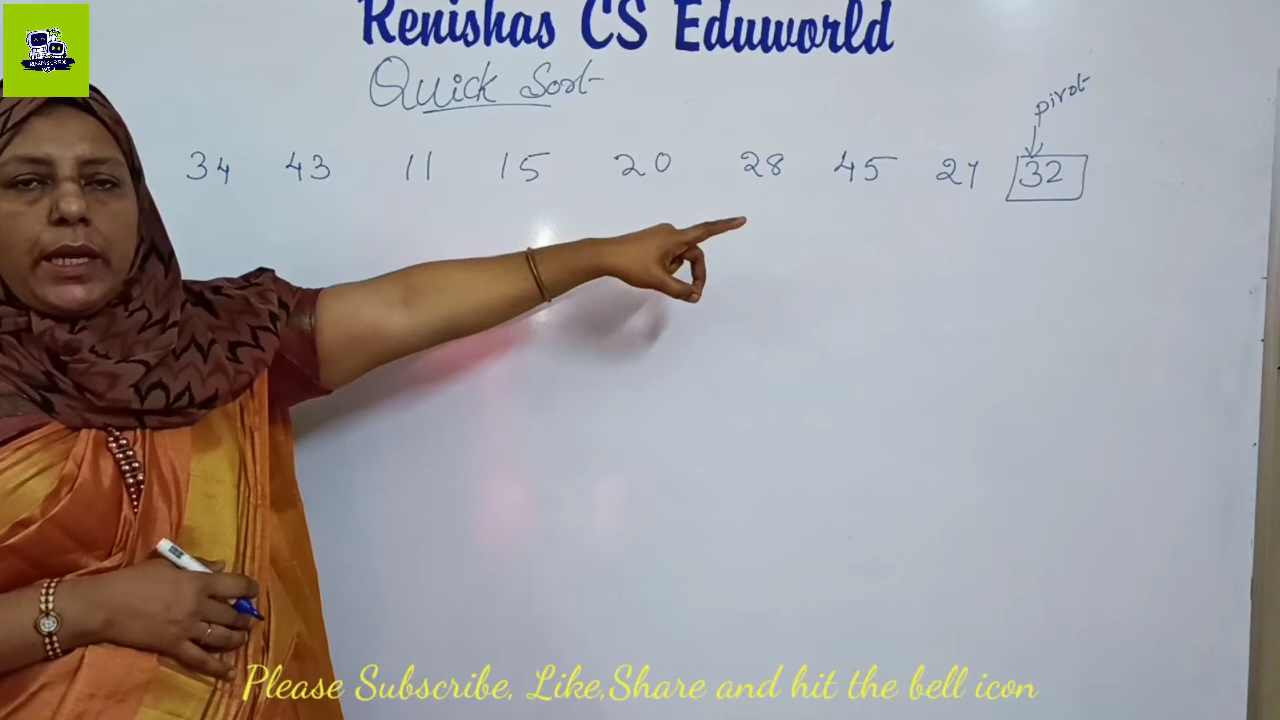 Renishas CS Eduworld
Quick Sort
pivot
34 43 11 15 20 28 45 27 32
Please Subscribe, Like,Share and hit the bell icon